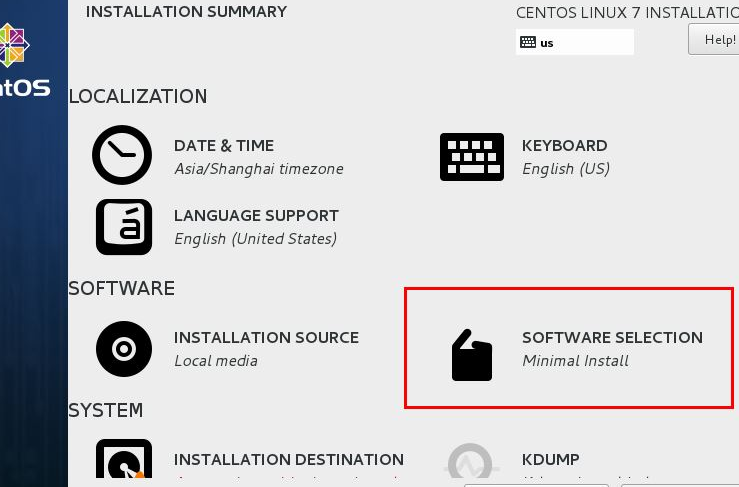 INSTALLATION SUMMARY
CENTOS LINUX 7 INSTALLATIO
us
Help!
ntOS
LOCALIZATION
DATE & TIME
Asia/Shanghai timezone
KEYBOARD
English (US)
LANGUAGE SUPPORT
English (United States)
SOFTWARE
INSTALLATION SOURCE
Local media
SOFTWARE SELECTION
Minimal Install
SYSTEM
INSTALLATION DESTINATION
KDUMP